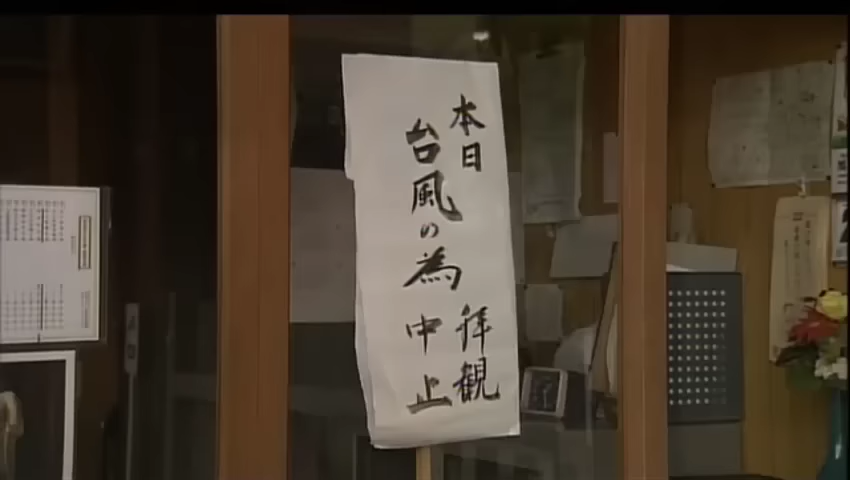 本日　拝観
台風の為　中止